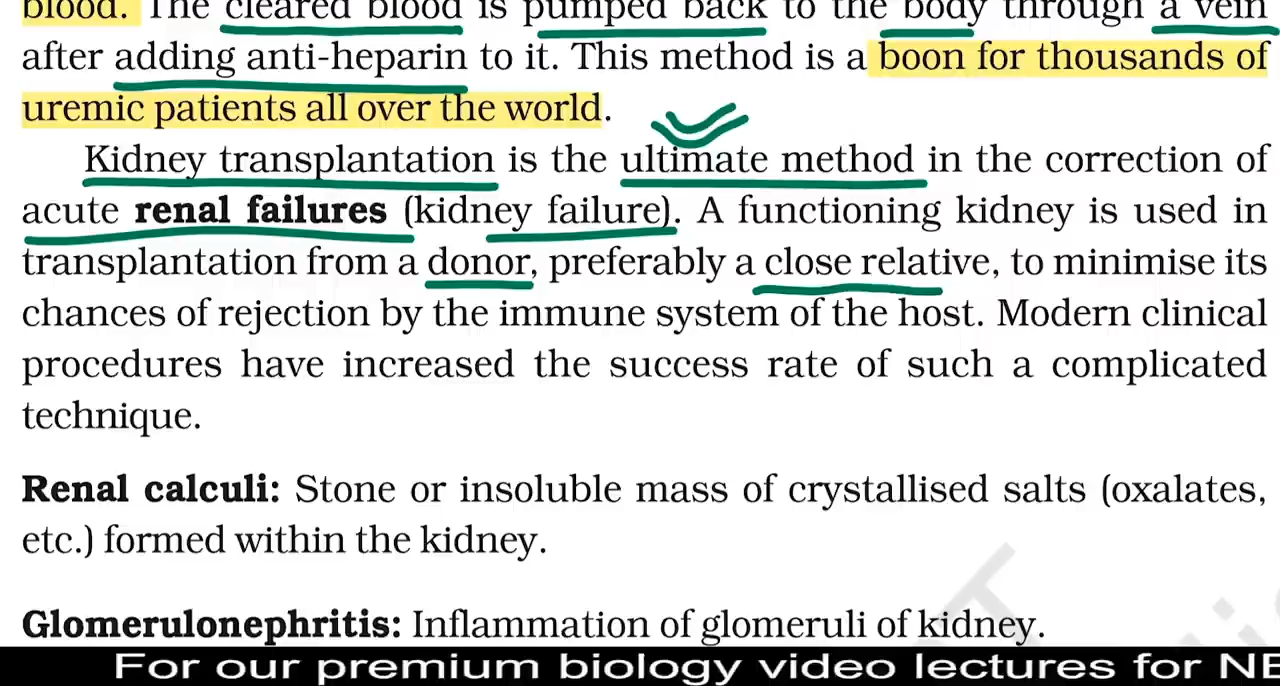 blood. The cleared blood is pumped back to the body through a vein
after adding anti-heparin to it. This method is a boon for thousands of
uremic patients all over the world.
Kidney transplantation is the ultimate method in the correction of
acute renal failures (kidney failure). A functioning kidney is used in
transplantation from a donor, preferably a close relative, to minimise its
chances of rejection by the immune system of the host. Modern clinical
procedures have increased the success rate of such a complicated
technique.
Renal calculi: Stone or insoluble mass of crystallised salts (oxalates,
etc.) formed within the kidney.
Glomerulonephritis: Inflammation of glomeruli of kidney.
For our premium biology video lectures for NE